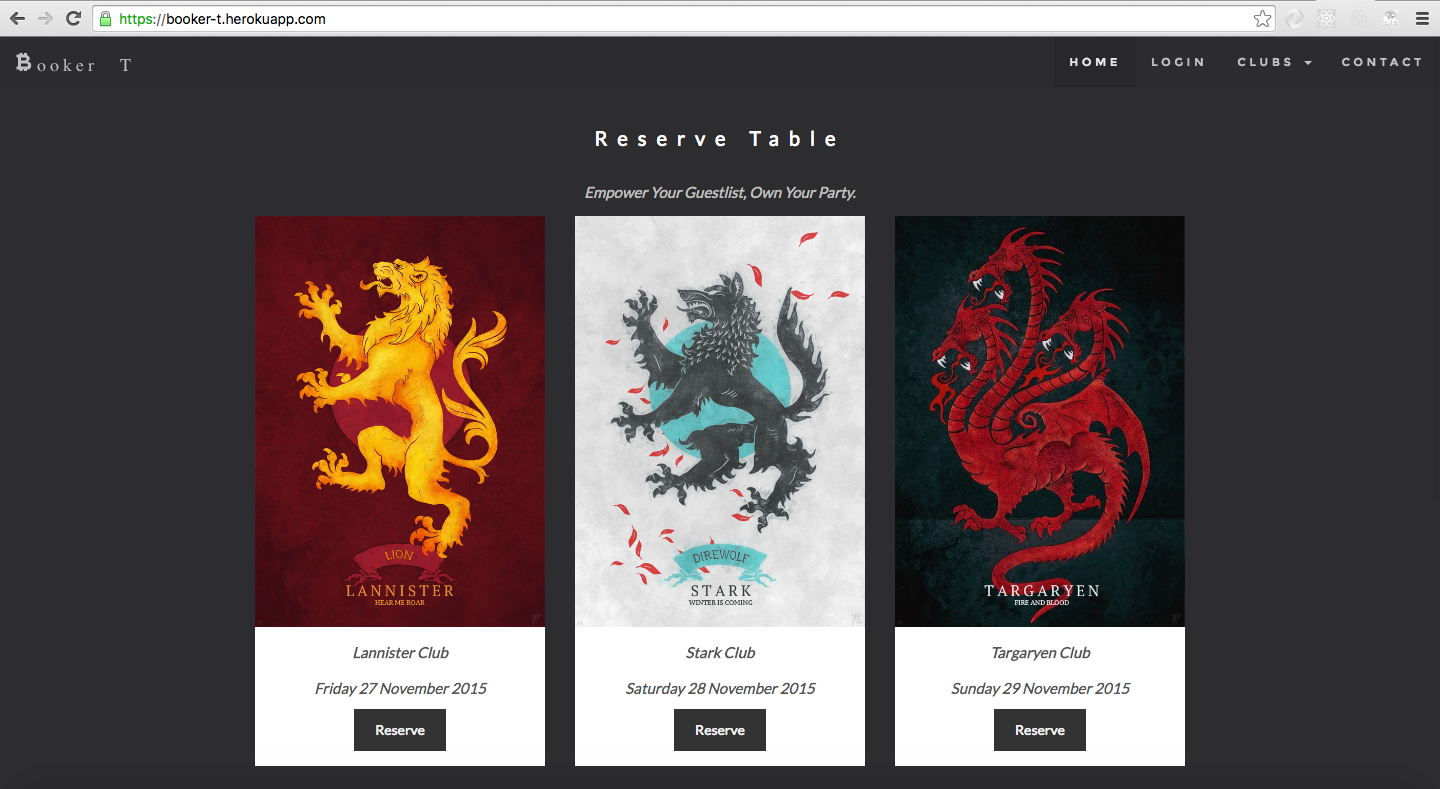 https://booker-t.herokuapp.com
Booker T
HOME LOGIN CLUBS CONTACT
Reserve Table
Empower Your Guestlist, Own Your Party.
LION
LANNISTER
HEAR ME ROAR
DIREWOLF
STARK
WINTER IS COMING
TARGARYEN
FIRE AND BLOOD
Lannister Club
Friday 27 November 2015
Reserve
Stark Club
Saturday 28 November 2015
Reserve
Targaryen Club
Sunday 29 November 2015
Reserve